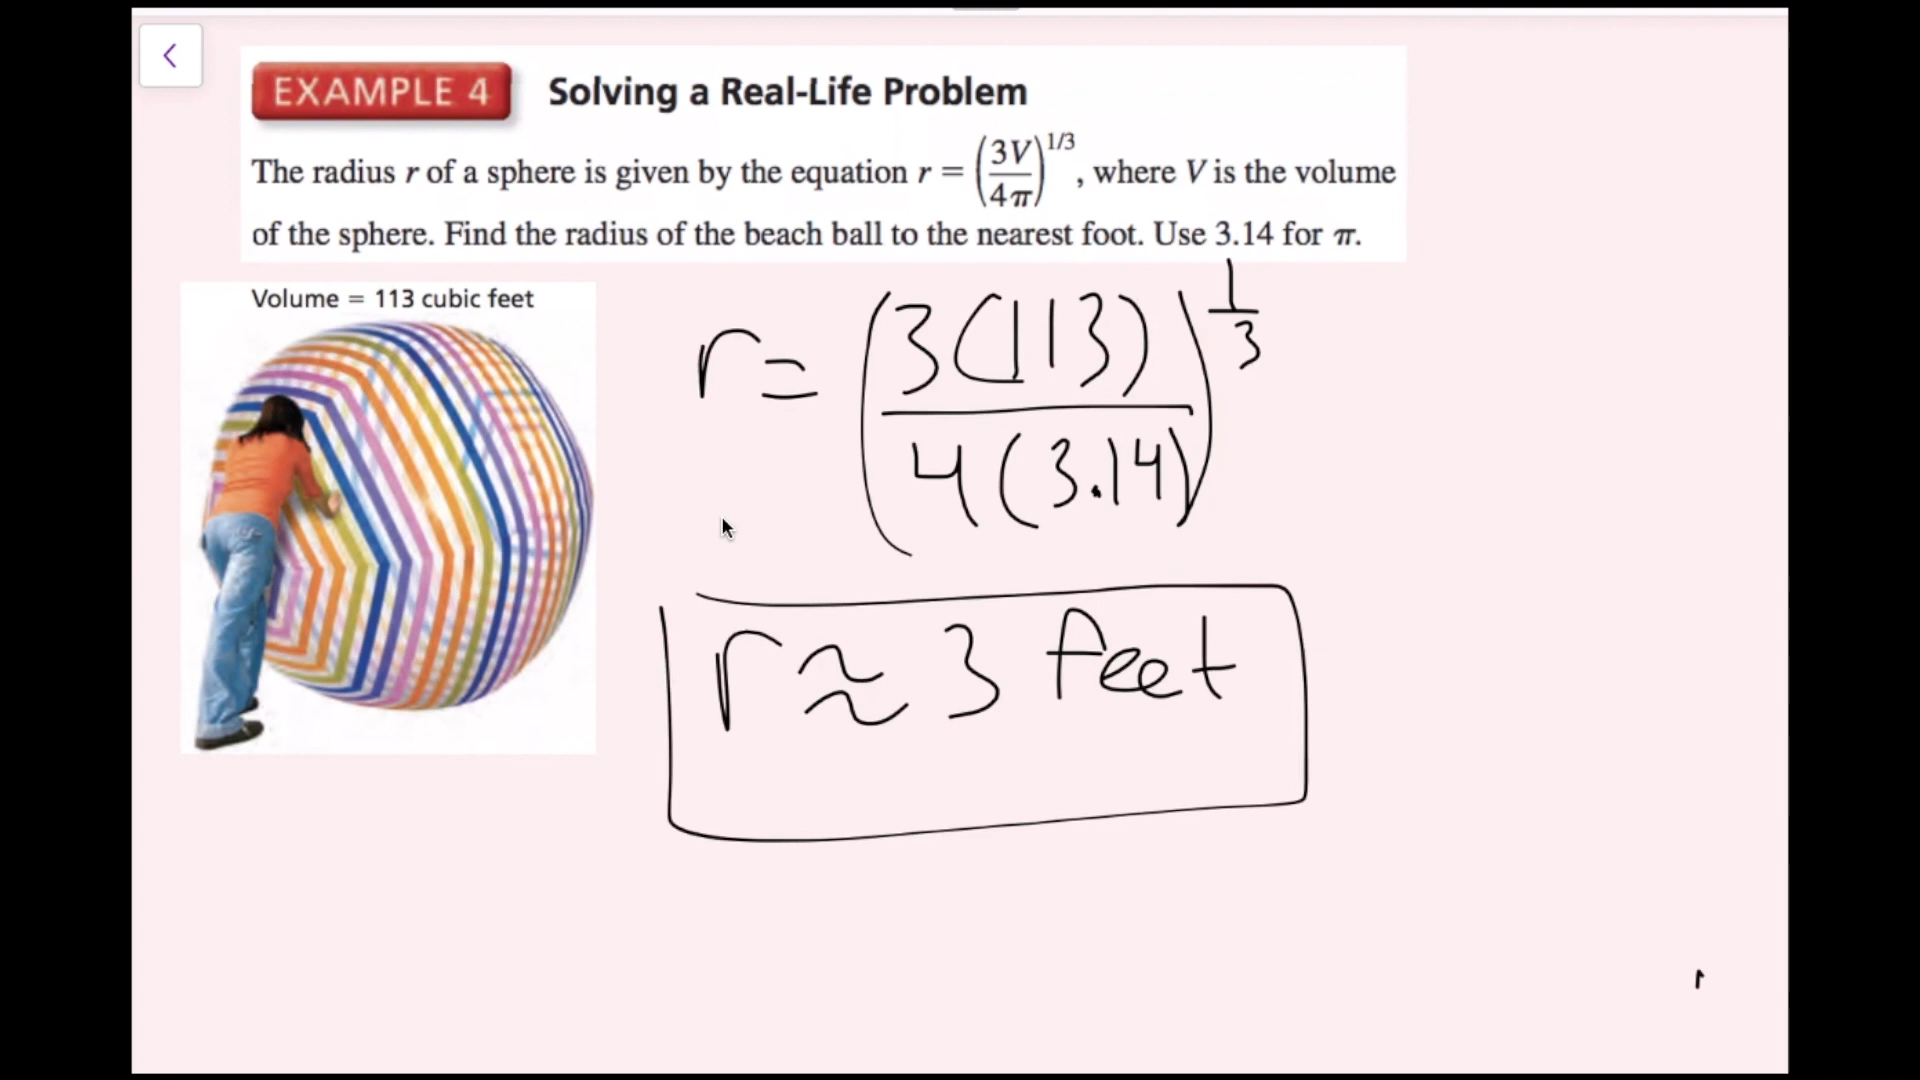 EXAMPLE 4 Solving a Real-Life Problem
The radius r of a sphere is given by the equation r = (3V/4π)^1/3, where V is the volume
of the sphere. Find the radius of the beach ball to the nearest foot. Use 3.14 for π.
Volume = 113 cubic feet
r = (3(113)/4(3.14))^1/3
r ≈ 3 feet